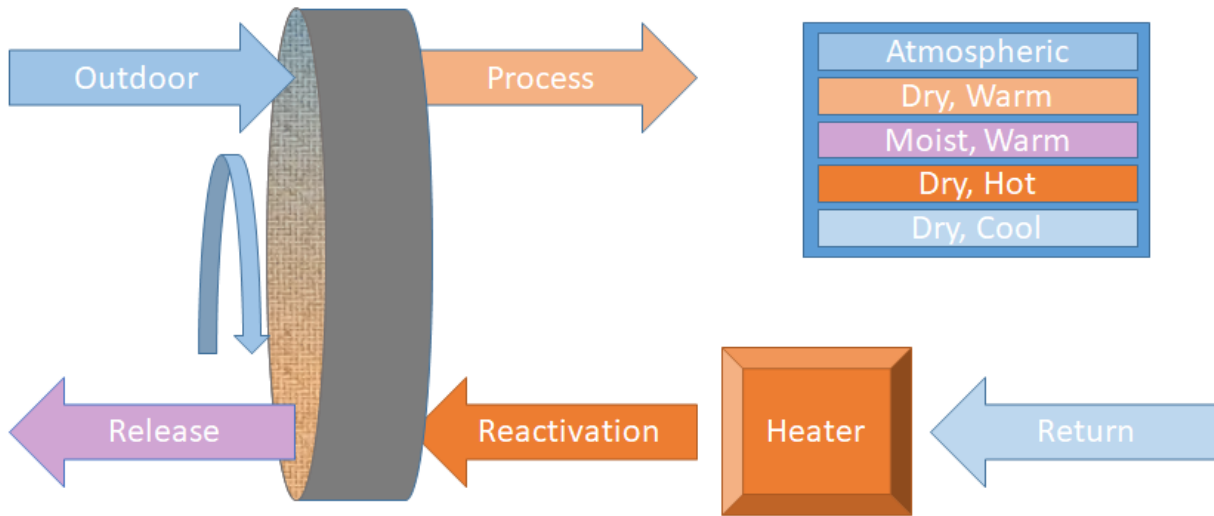 Outdoor
Process
Atmospheric
Dry, Warm
Moist, Warm
Dry, Hot
Dry, Cool
Release
Reactivation
Heater
Return